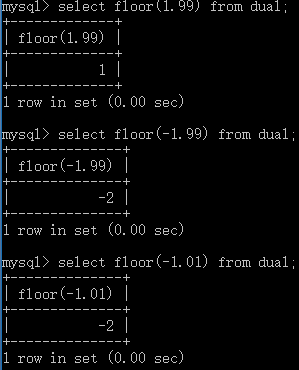 mysql> select floor(1.99) from dual;
+-------------+
| floor(1.99) |
+-------------+
|           1 |
+-------------+
1 row in set (0.00 sec)
mysql> select floor(-1.99) from dual;
+--------------+
| floor(-1.99) |
+--------------+
|           -2 |
+--------------+
1 row in set (0.00 sec)
mysql> select floor(-1.01) from dual;
+--------------+
| floor(-1.01) |
+--------------+
|           -2 |
+--------------+
1 row in set (0.00 sec)